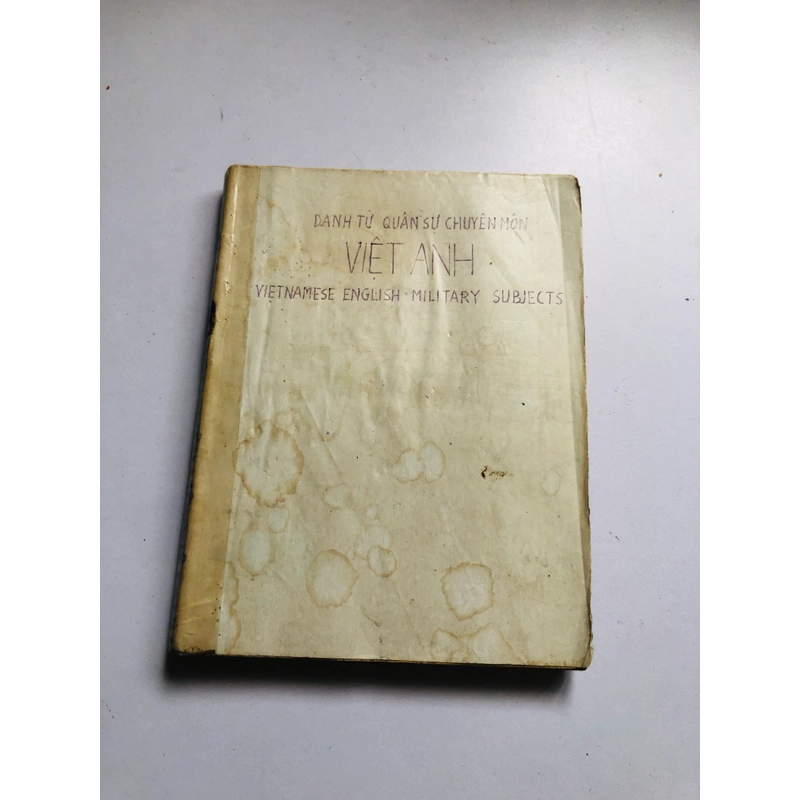 DANH TỪ QUÂN SỰ CHUYÊN MÔN
VIỆT ANH
VIETNAMESE ENGLISH - MILITARY SUBJECTS